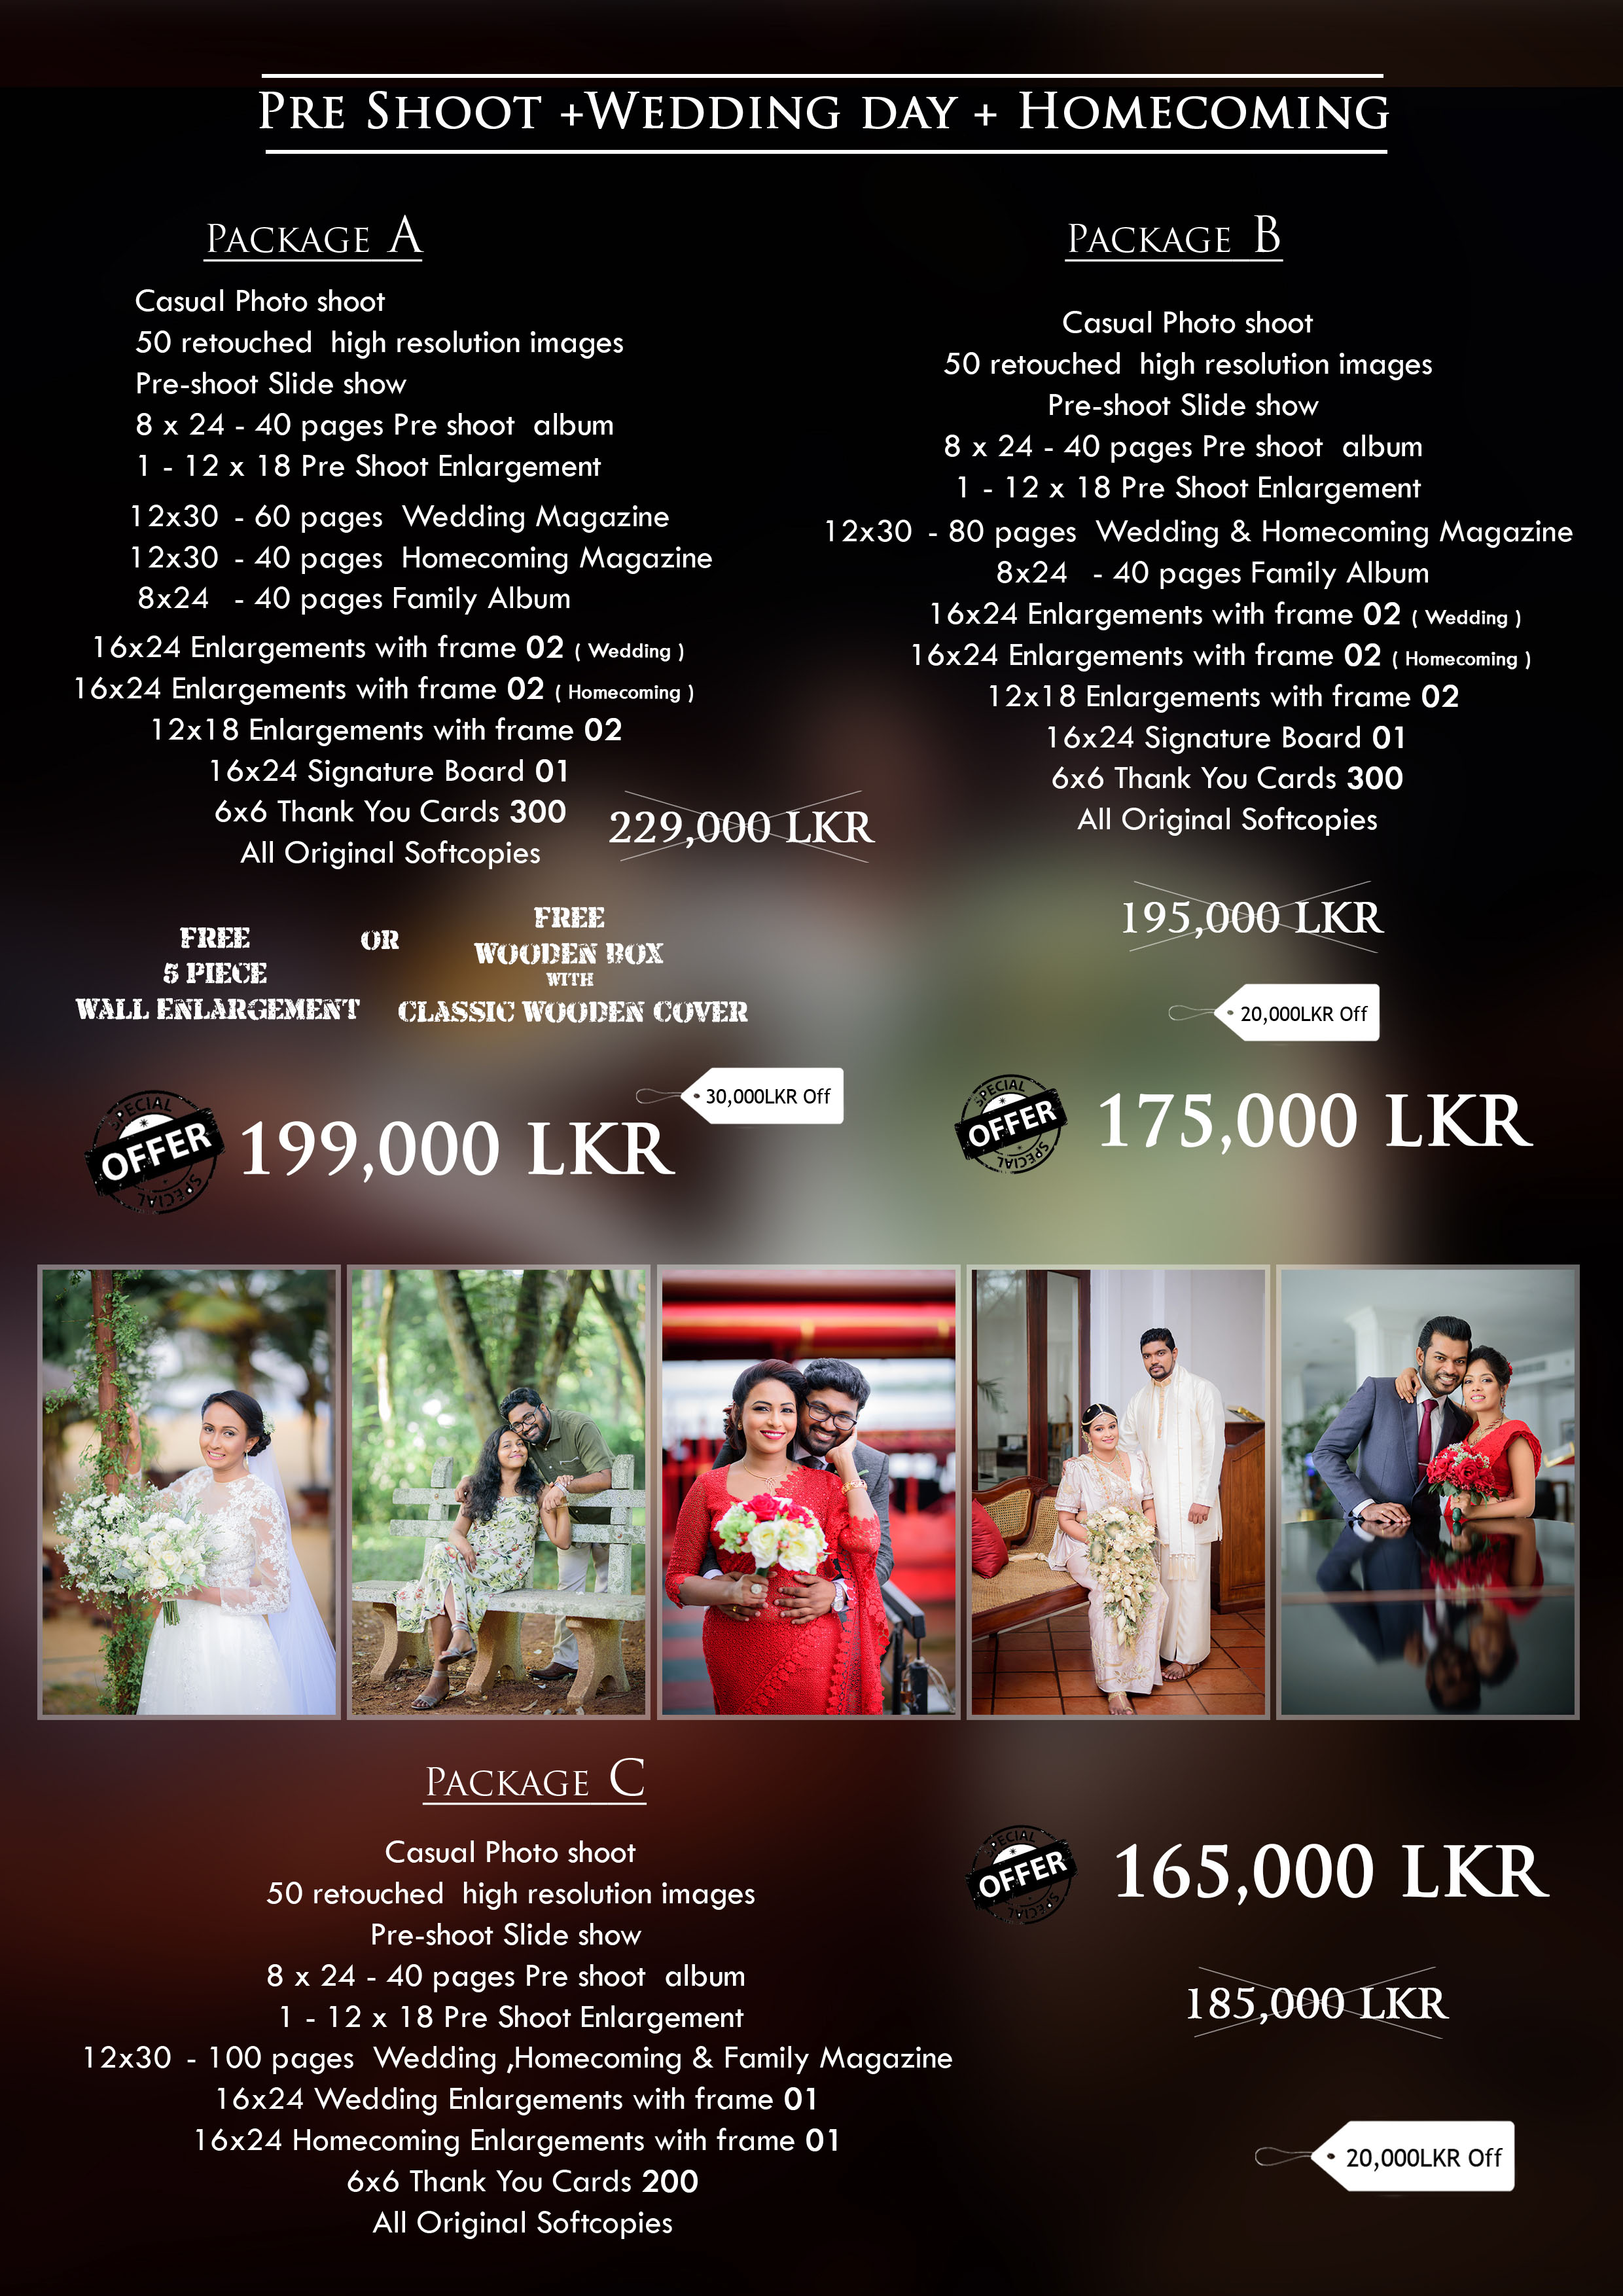 Pre Shoot +Wedding day + Homecoming
Package A
Casual Photo shoot
50 retouched high resolution images
Pre-shoot Slide show
8 x 24 - 40 pages Pre shoot album
1 - 12 x 18 Pre Shoot Enlargement
12x30 - 60 pages Wedding Magazine
12x30 - 40 pages Homecoming Magazine
8x24 - 40 pages Family Album
16x24 Enlargements with frame 02 ( Wedding )
16x24 Enlargements with frame 02 ( Homecoming )
12x18 Enlargements with frame 02
16x24 Signature Board 01
6x6 Thank You Cards 300
All Original Softcopies
229,000 LKR
FREE
5 PIECE
WALL ENLARGEMENT
OR
FREE
WOODEN BOX
WITH
CLASSIC WOODEN COVER
30,000LKR Off
SPECIAL
OFFER
SPECIAL
199,000 LKR
Package B
Casual Photo shoot
50 retouched high resolution images
Pre-shoot Slide show
8 x 24 - 40 pages Pre shoot album
1 - 12 x 18 Pre Shoot Enlargement
12x30 - 80 pages Wedding & Homecoming Magazine
8x24 - 40 pages Family Album
16x24 Enlargements with frame 02 ( Wedding )
16x24 Enlargements with frame 02 ( Homecoming )
12x18 Enlargements with frame 02
16x24 Signature Board 01
6x6 Thank You Cards 300
All Original Softcopies
195,000 LKR
20,000LKR Off
SPECIAL
OFFER
SPECIAL
175,000 LKR
Package C
Casual Photo shoot
50 retouched high resolution images
Pre-shoot Slide show
8 x 24 - 40 pages Pre shoot album
1 - 12 x 18 Pre Shoot Enlargement
12x30 - 100 pages Wedding ,Homecoming & Family Magazine
16x24 Wedding Enlargements with frame 01
16x24 Homecoming Enlargements with frame 01
6x6 Thank You Cards 200
All Original Softcopies
SPECIAL
OFFER
SPECIAL
165,000 LKR
185,000 LKR
20,000LKR Off